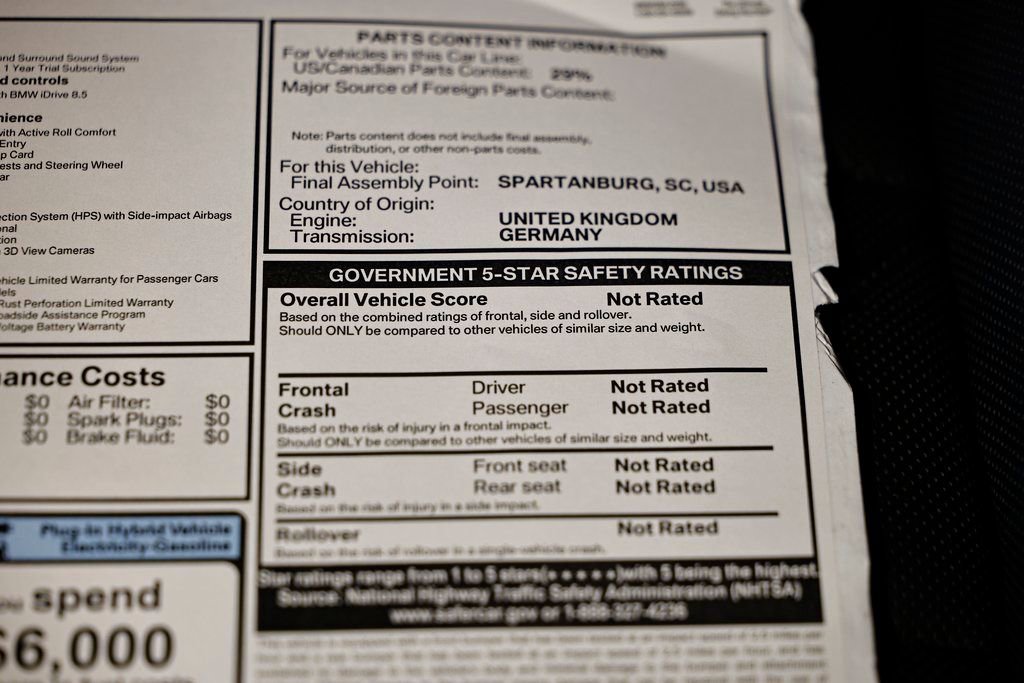 nd Surround Sound System
1 Year Trial Subscription
d controls
h BMW iDrive 8.5
nience
with Active Roll Comfort
Entry
p Card
ests and Steering Wheel
ar
ection System (HPS) with Side-impact Airbags
onal
tion
3D View Cameras
ehicle Limited Warranty for Passenger Cars
els
Rust Perforation Limited Warranty
oadside Assistance Program
Voltage Battery Warranty
ance Costs
$0 Air Filter: $0
$0 Spark Plugs: $0
$0 Brake Fluid: $0
Plug-In Hybrid Vehicle
Electricity-Gasoline
you spend
$6,000
PARTS CONTENT INFORMATION
For Vehicles in this Car Line:
US/Canadian Parts Content: 29%
Major Source of Foreign Parts Content:
Note: Parts content does not include final assembly,
distribution, or other non-parts costs.
For this Vehicle:
Final Assembly Point: SPARTANBURG, SC, USA
Country of Origin:
Engine: UNITED KINGDOM
Transmission: GERMANY
GOVERNMENT 5-STAR SAFETY RATINGS
Overall Vehicle Score Not Rated
Based on the combined ratings of frontal, side and rollover.
Should ONLY be compared to other vehicles of similar size and weight.
Frontal Driver Not Rated
Crash Passenger Not Rated
Based on the risk of injury in a frontal impact.
Should ONLY be compared to other vehicles of similar size and weight.
Side Front seat Not Rated
Crash Rear seat Not Rated
Based on the risk of injury in a side impact.
Rollover Not Rated
Based on the risk of rollover in a single-vehicle crash.
Star ratings range from 1 to 5 stars(★★★★★)with 5 being the highest.
Source: National Highway Traffic Safety Administration (NHTSA)
www.safercar.gov or 1-888-327-4236